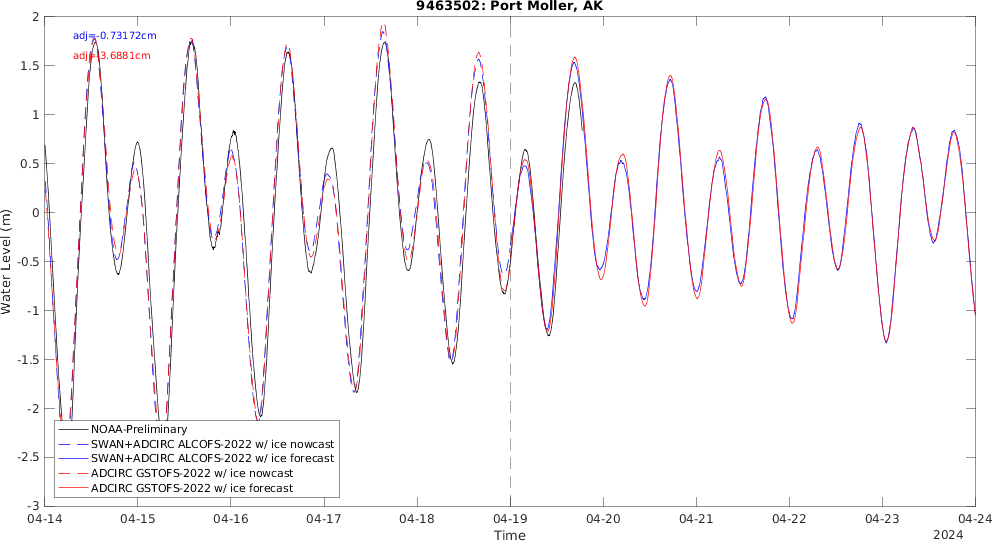 9463502: Port Moller, AK
adj=-0.73172cm
adj=-3.6881cm
2
1.5
1
0.5
0
-0.5
-1
-1.5
-2
-2.5
-3
Water Level (m)
NOAA-Preliminary
SWAN+ADCIRC ALCOFS-2022 w/ ice nowcast
SWAN+ADCIRC ALCOFS-2022 w/ ice forecast
ADCIRC GSTOFS-2022 w/ ice nowcast
ADCIRC GSTOFS-2022 w/ ice forecast
04-14 04-15 04-16 04-17 04-18 04-19 04-20 04-21 04-22 04-23 04-24
Time
2024